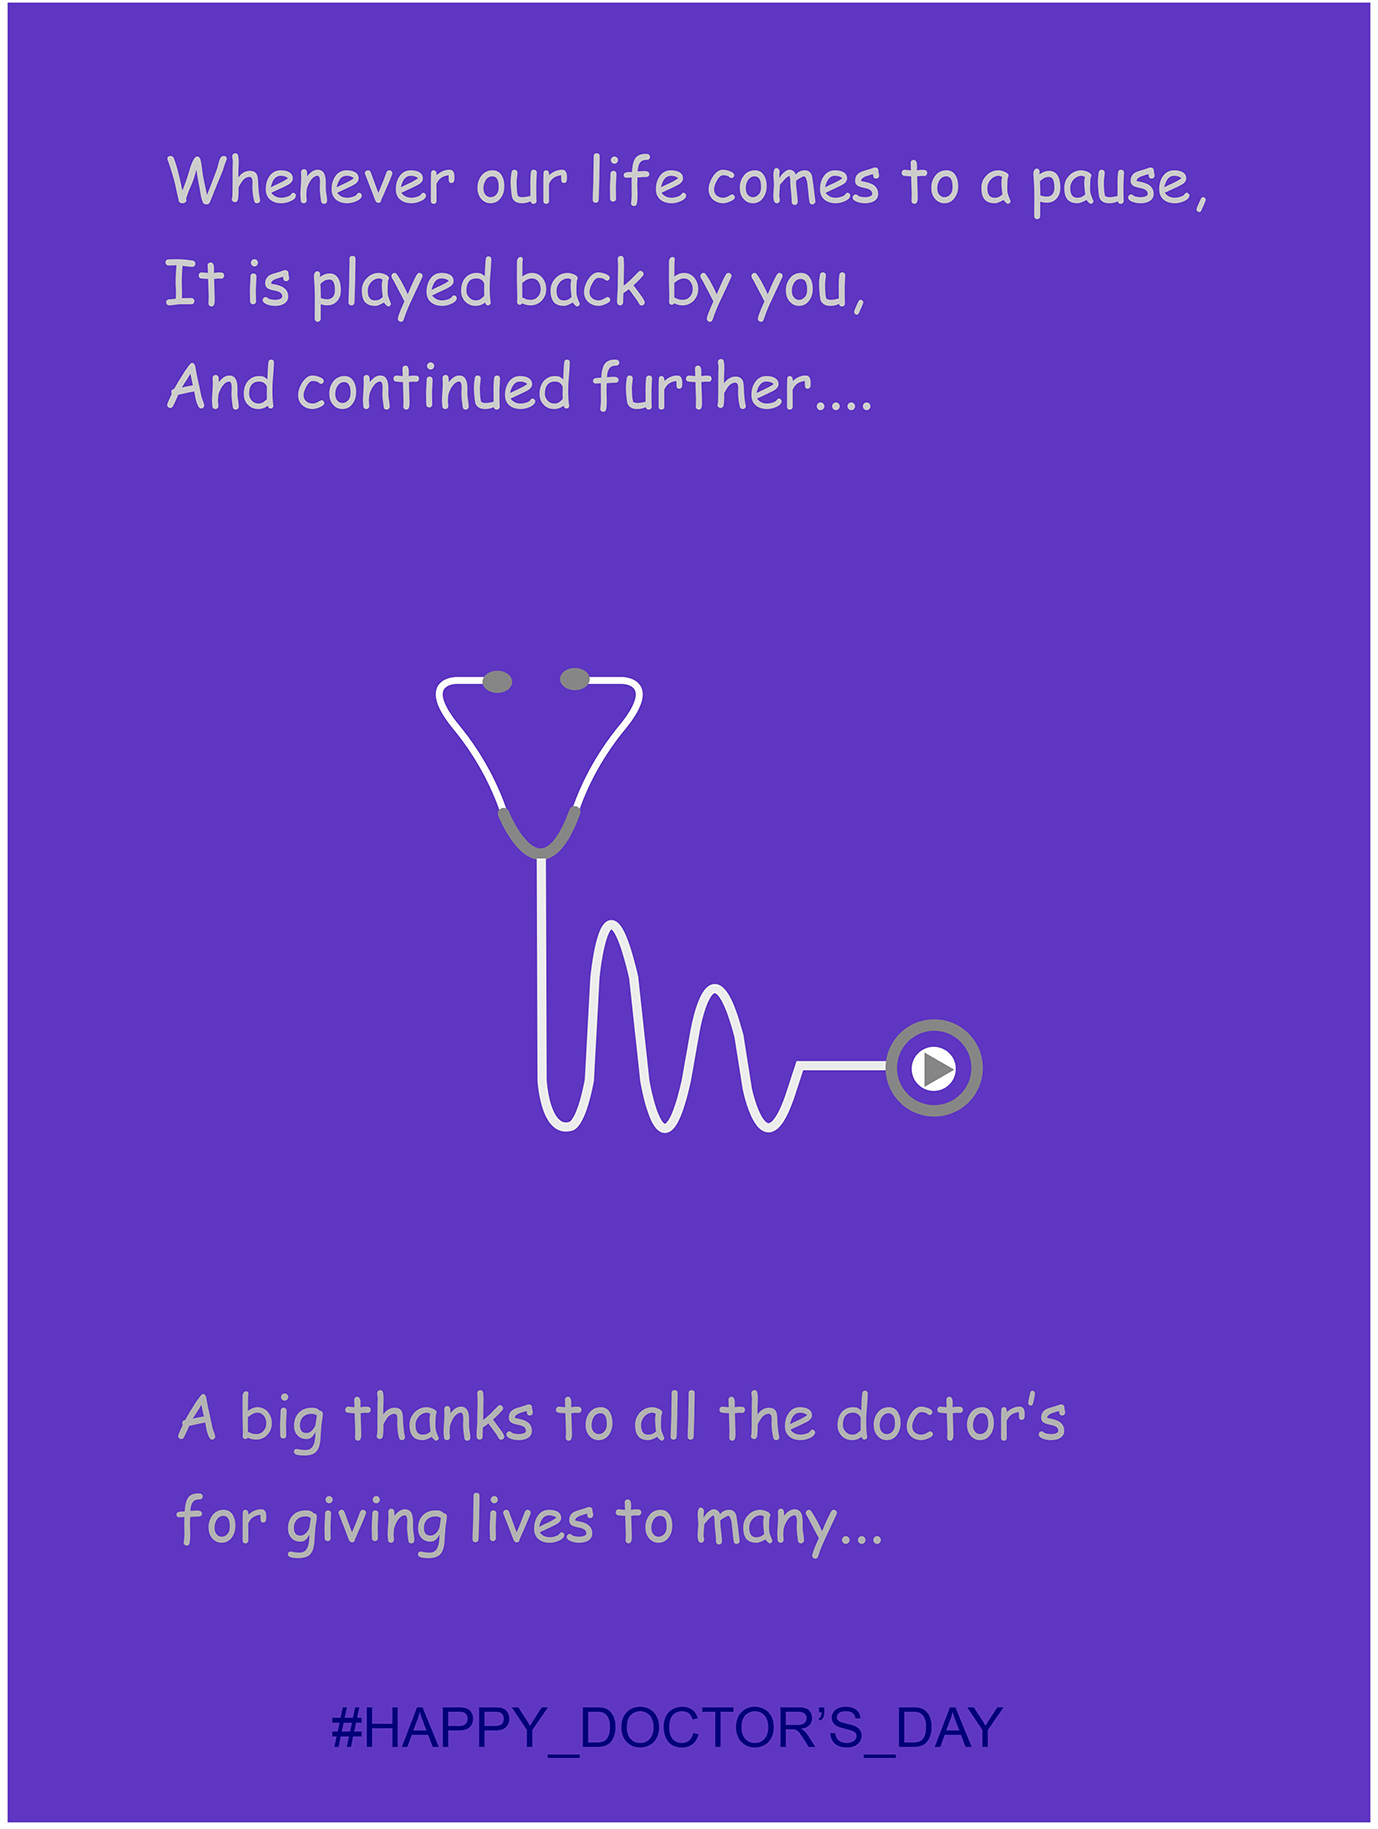 Whenever our life comes to a pause,
It is played back by you,
And continued further....
A big thanks to all the doctor’s
for giving lives to many...
#HAPPY_DOCTOR’S_DAY